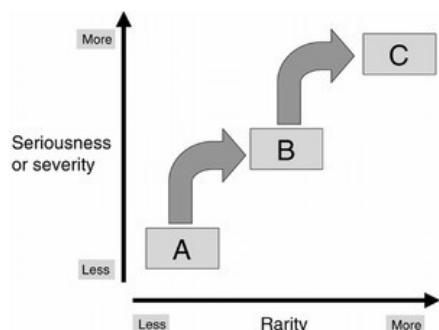 More
C
Seriousness
or severity
B
A
Less
Less
Rarity
More